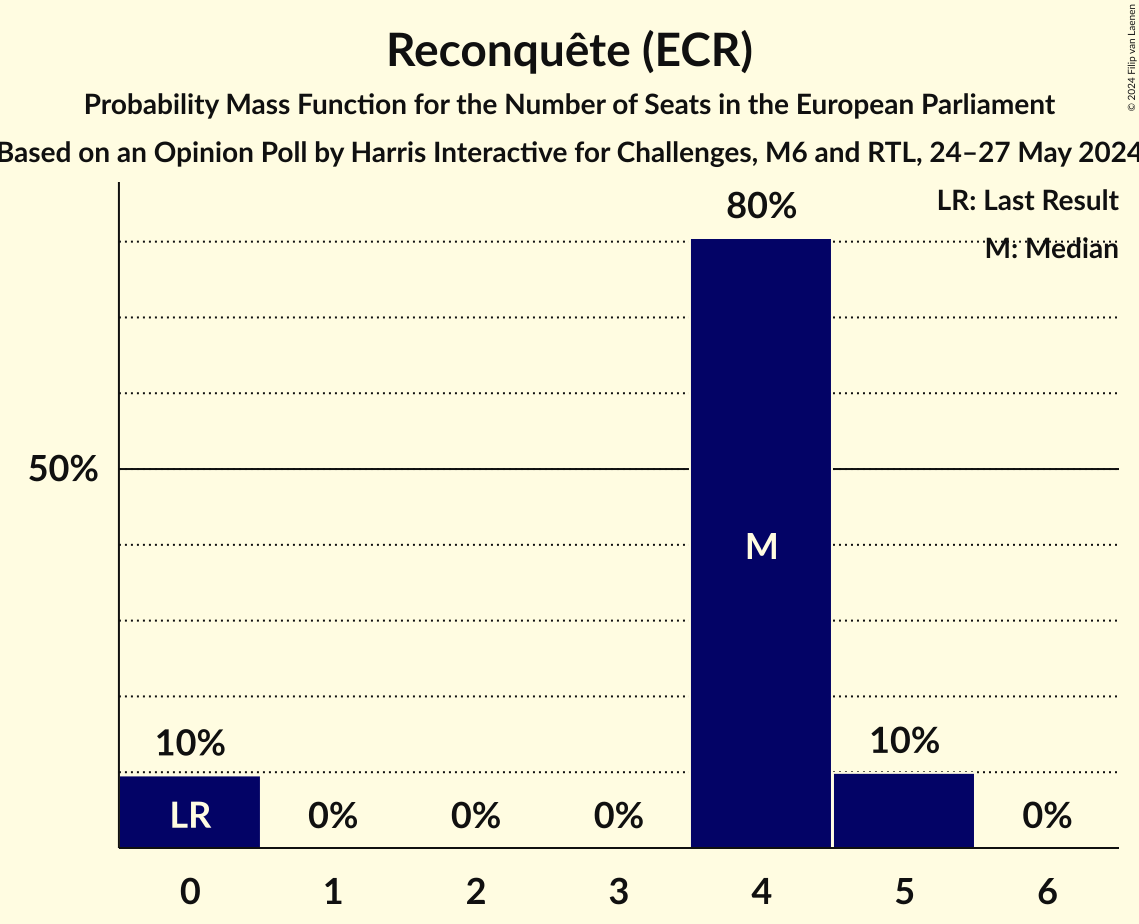 Reconquête (ECR)
Probability Mass Function for the Number of Seats in the European Parliament
Based on an Opinion Poll by Harris Interactive for Challenges, M6 and RTL, 24–27 May 2024
© 2024 Filip van Laenen
LR: Last Result
M: Median
80%
50%
M
10%
10%
LR
0%
0%
0%
0%
0
1
2
3
4
5
6